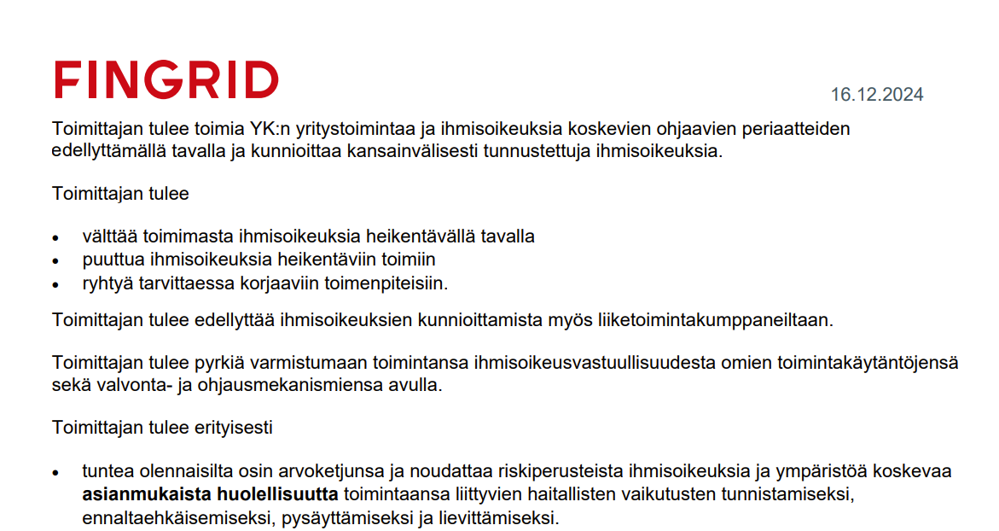 FINGRID
16.12.2024
Toimittajan tulee toimia YK:n yritystoimintaa ja ihmisoikeuksia koskevien ohjaavien periaatteiden
edellyttämällä tavalla ja kunnioittaa kansainvälisesti tunnustettuja ihmisoikeuksia.
Toimittajan tulee
• välttää toimimasta ihmisoikeuksia heikentävällä tavalla
• puuttua ihmisoikeuksia heikentäviin toimiin
• ryhtyä tarvittaessa korjaaviin toimenpiteisiin.
Toimittajan tulee edellyttää ihmisoikeuksien kunnioittamista myös liiketoimintakumppaneiltaan.
Toimittajan tulee pyrkiä varmistumaan toimintansa ihmisoikeusvastuullisuudesta omien toimintakäytäntöjensä
sekä valvonta- ja ohjausmekanismiensa avulla.
Toimittajan tulee erityisesti
• tuntea olennaisilta osin arvoketjunsa ja noudattaa riskiperusteista ihmisoikeuksia ja ympäristöä koskevaa
asianmukaista huolellisuutta toimintaansa liittyvien haitallisten vaikutusten tunnistamiseksi,
ennaltaehkäisemiseksi, pysäyttämiseksi ja lievittämiseksi.